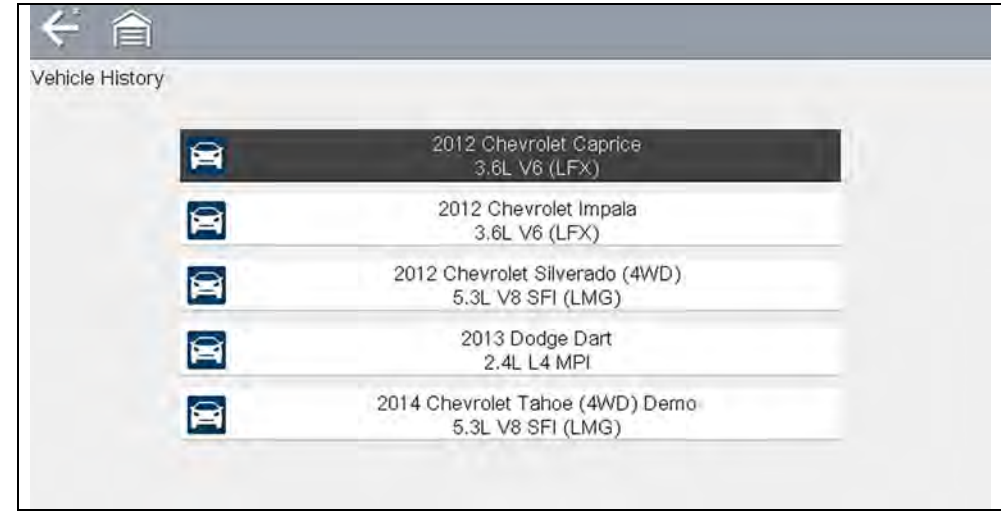 Vehicle History
2012 Chevrolet Caprice
3.6L V6 (LFX)
2012 Chevrolet Impala
3.6L V6 (LFX)
2012 Chevrolet Silverado (4WD)
5.3L V8 SFI (LMG)
2013 Dodge Dart
2.4L L4 MPI
2014 Chevrolet Tahoe (4WD) Demo
5.3L V8 SFI (LMG)